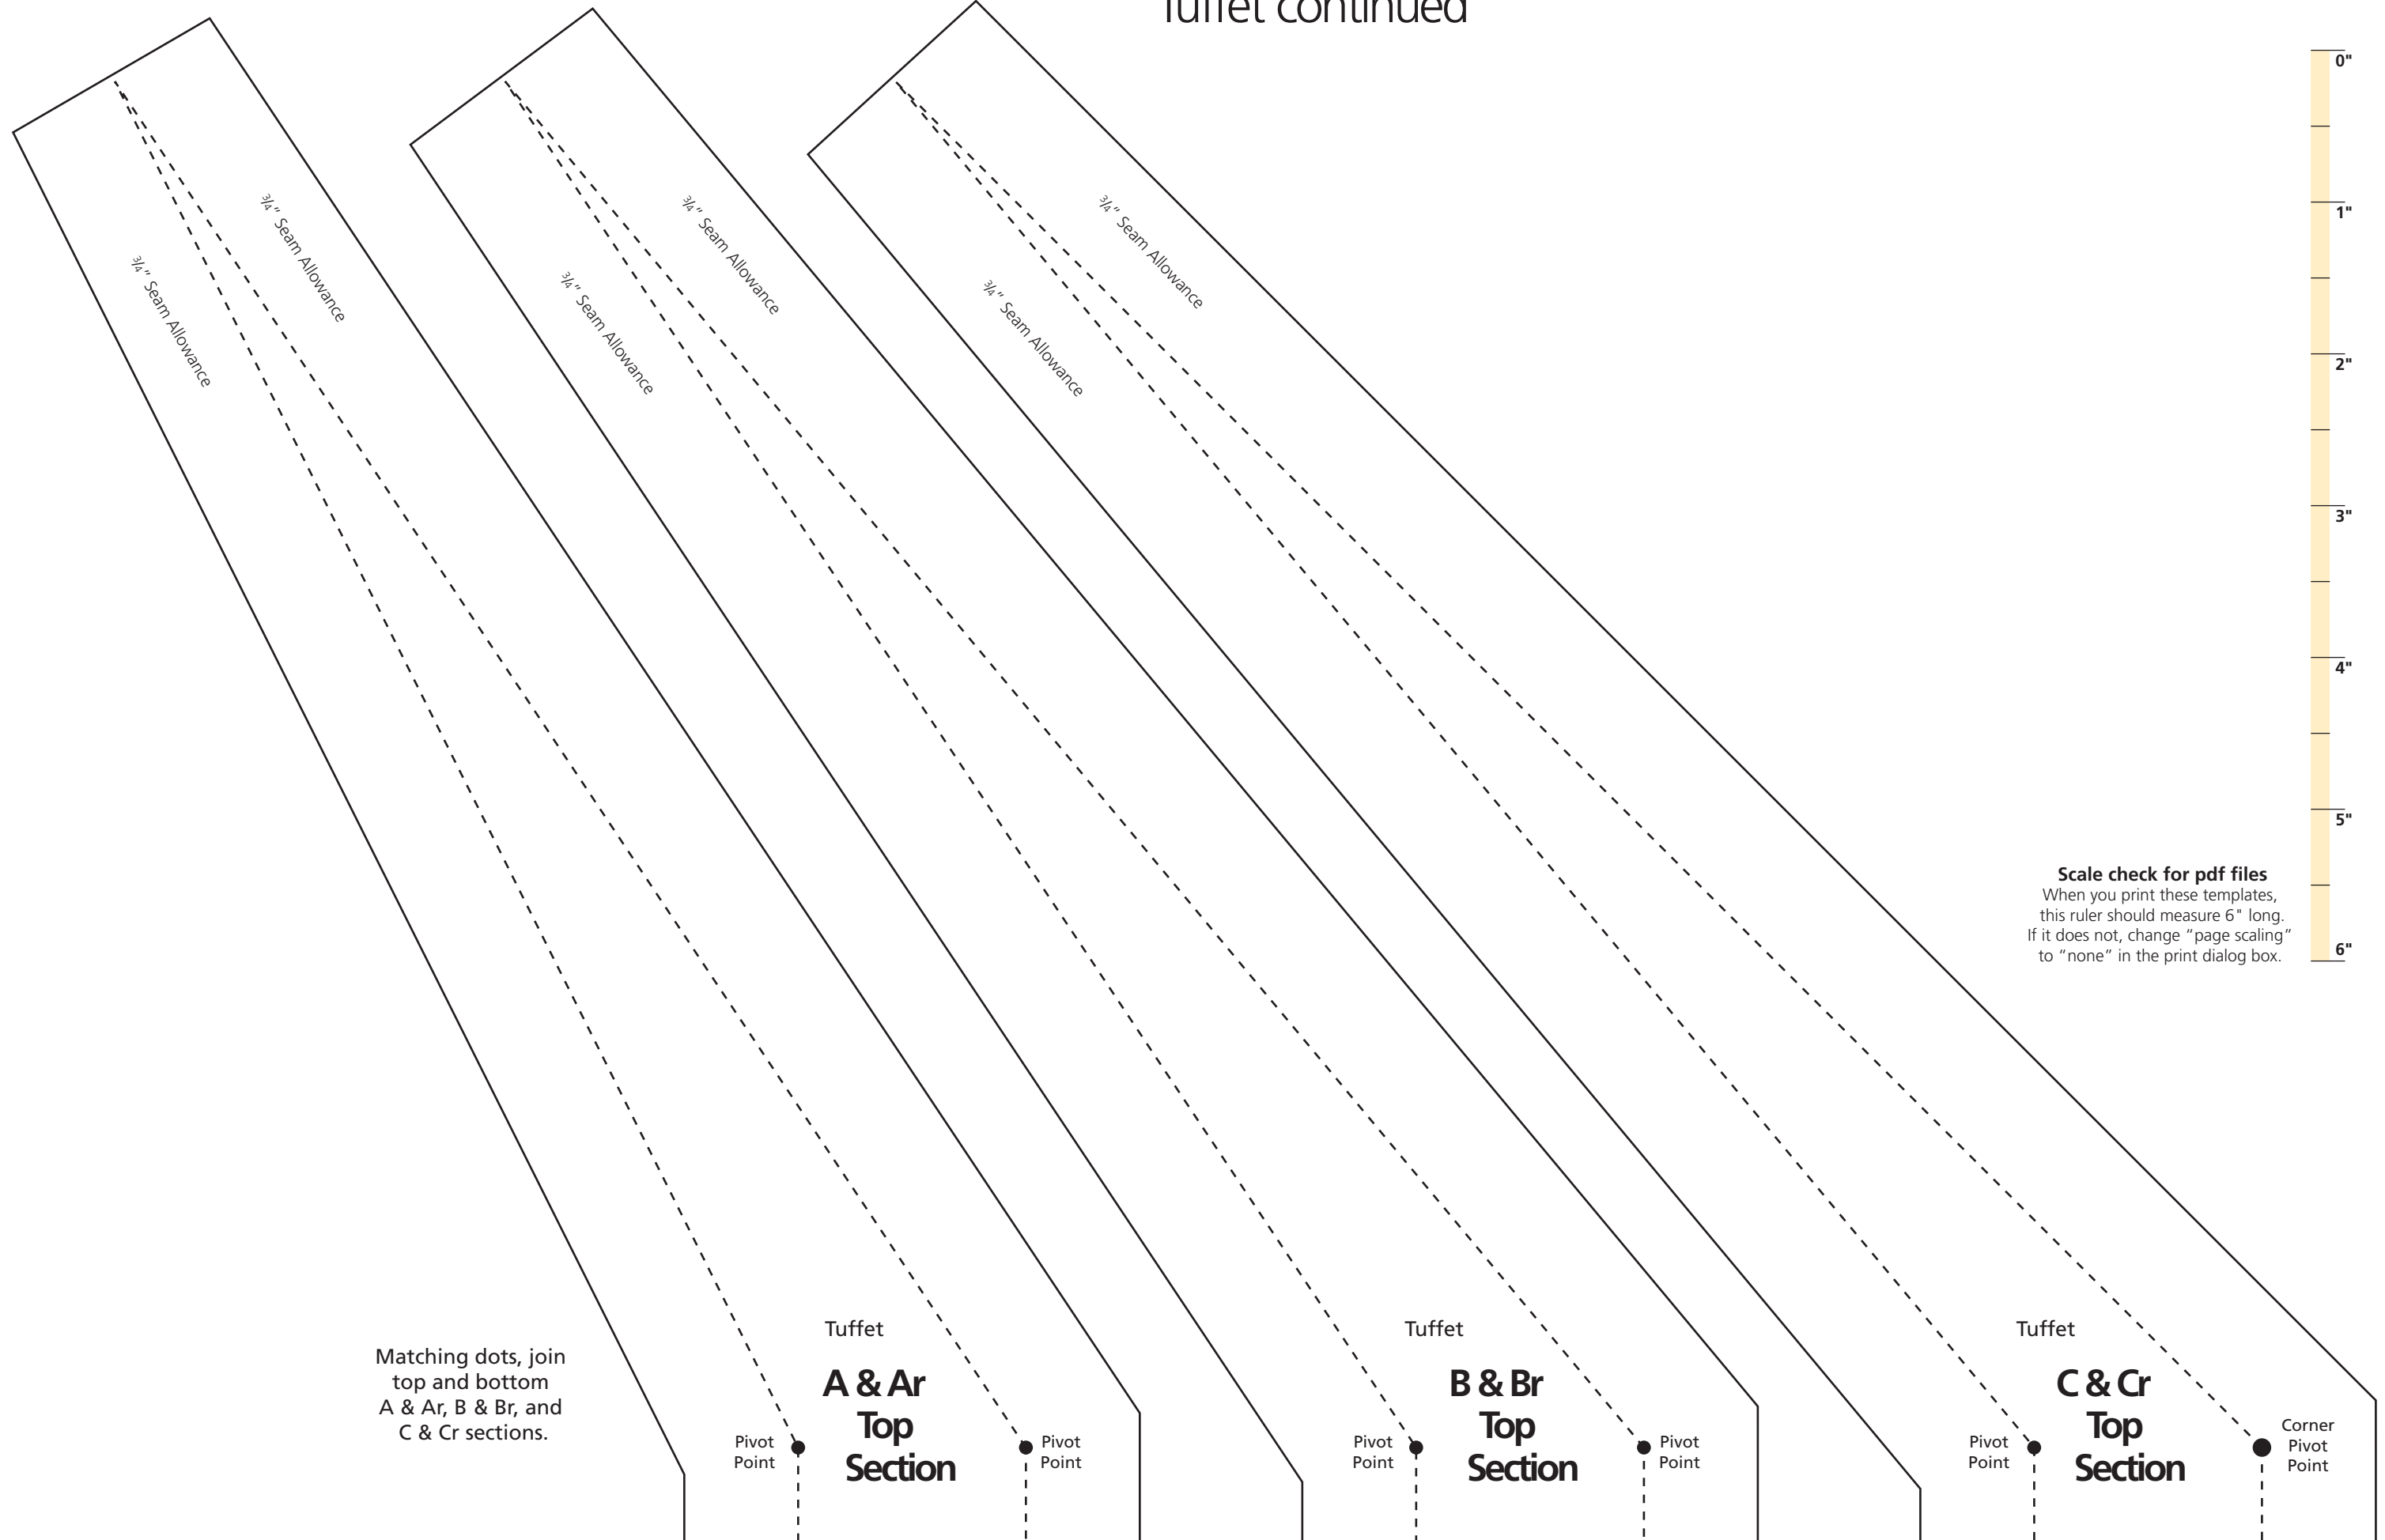 Tuffet continued
¾" Seam Allowance
¾" Seam Allowance
¾" Seam Allowance
¾" Seam Allowance
¾" Seam Allowance
¾" Seam Allowance
0"
1"
2"
3"
4"
5"
6"
Scale check for pdf files
When you print these templates,
this ruler should measure 6" long.
If it does not, change “page scaling”
to “none” in the print dialog box.
Matching dots, join
top and bottom
A & Ar, B & Br, and
C & Cr sections.
Tuffet
A & Ar
Top
Section
Pivot
Point
Pivot
Point
Tuffet
B & Br
Top
Section
Pivot
Point
Pivot
Point
Tuffet
C & Cr
Top
Section
Pivot
Point
Corner
Pivot
Point